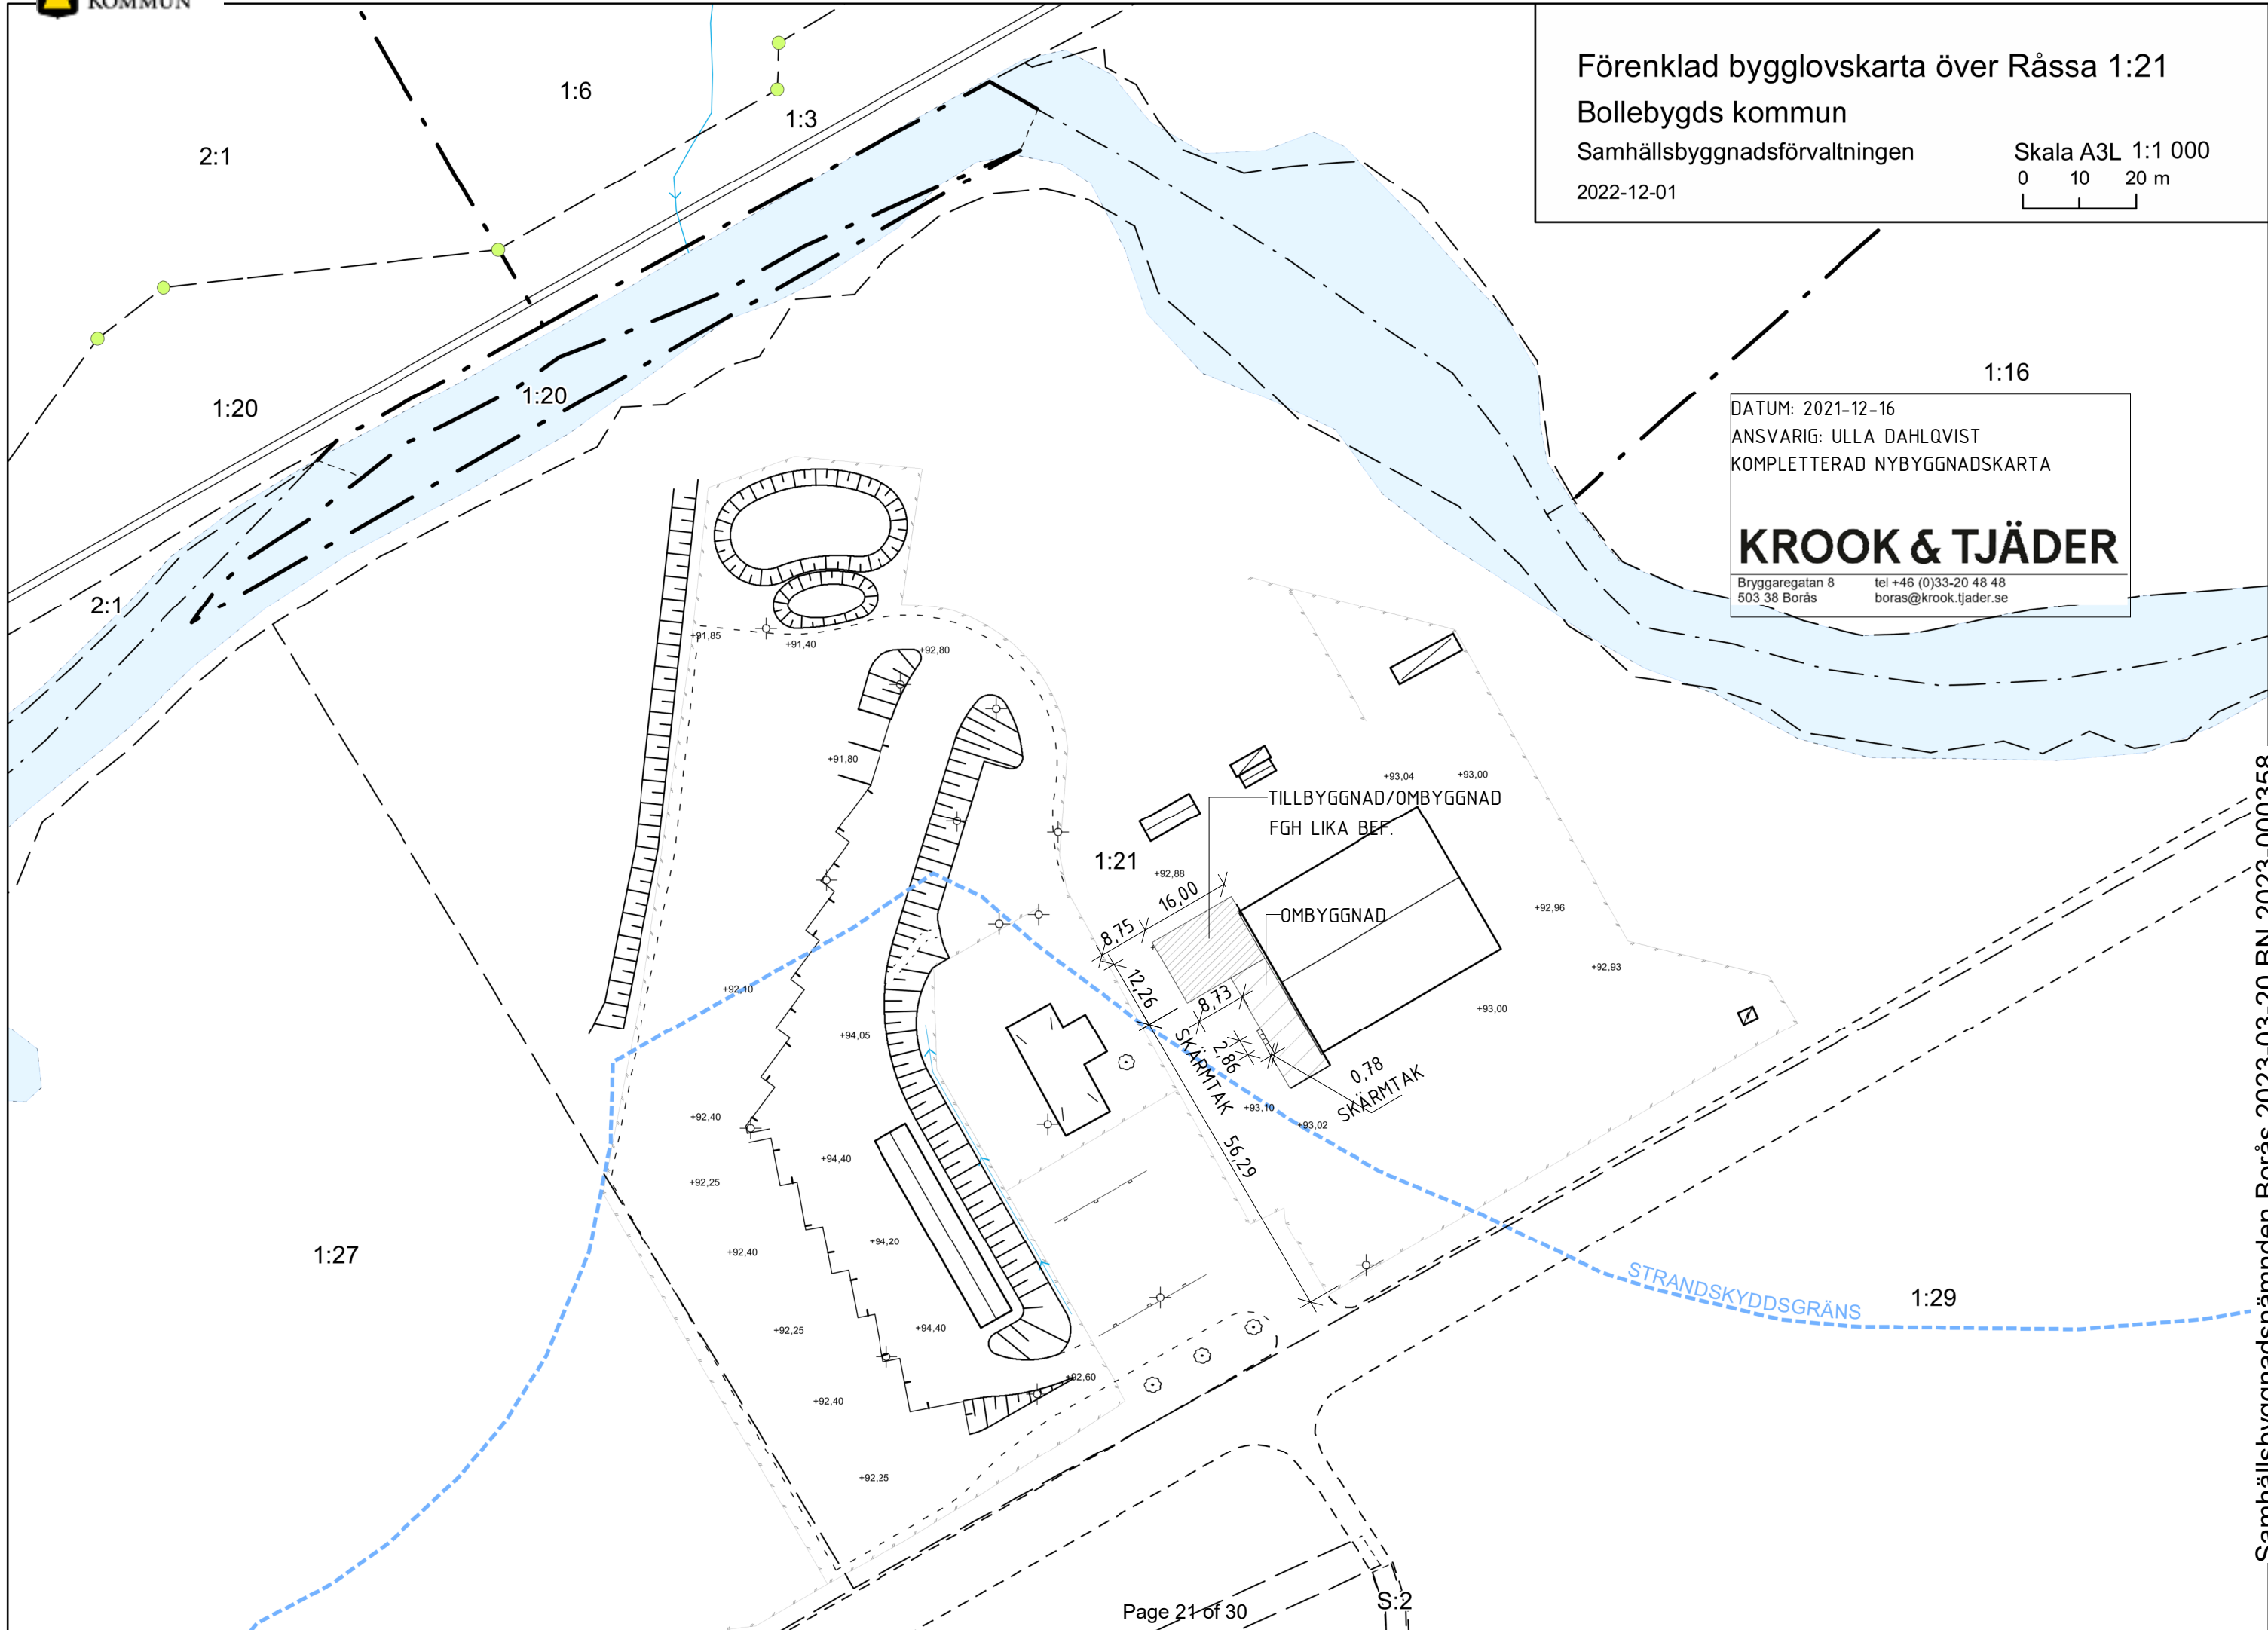 KOMMUN
Förenklad bygglovskarta över Råssa 1:21
Bollebygds kommun
Samhällsbyggnadsförvaltningen
Skala A3L 1:1 000
2022-12-01
0 10 20 m
1:6
1:3
2:1
1:16
1:20
1:20
DATUM: 2021-12-16
ANSVARIG: ULLA DAHLQVIST
KOMPLETTERAD NYBYGGNADSKARTA
KROOK & TJÄDER
Bryggaregatan 8 tel +46 (0)33-20 48 48
503 38 Borås boras@krook.tjader.se
2:1
+91,85
+91,40
+92,80
+91,80
+93,04
+93,00
TILLBYGGNAD/OMBYGGNAD
FGH LIKA BEF.
1:21
+92,88
16,00
OMBYGGNAD
+92,96
8,75
12,26
+92,93
+92,10
8,73
+93,00
+94,05
SKÄRMTAK
2,86
0,78
SKÄRMTAK
+92,40
+93,10
+93,02
+94,40
56,29
+92,25
+94,20
+92,40
1:27
STRANDSKYDDSGRÄNS
1:29
+92,25
+94,40
+92,60
+92,40
+92,25
Page 21 of 30
S:2
Samhällsbyggnadsnämnden Borås 2023-03-20 BN 2023-000358